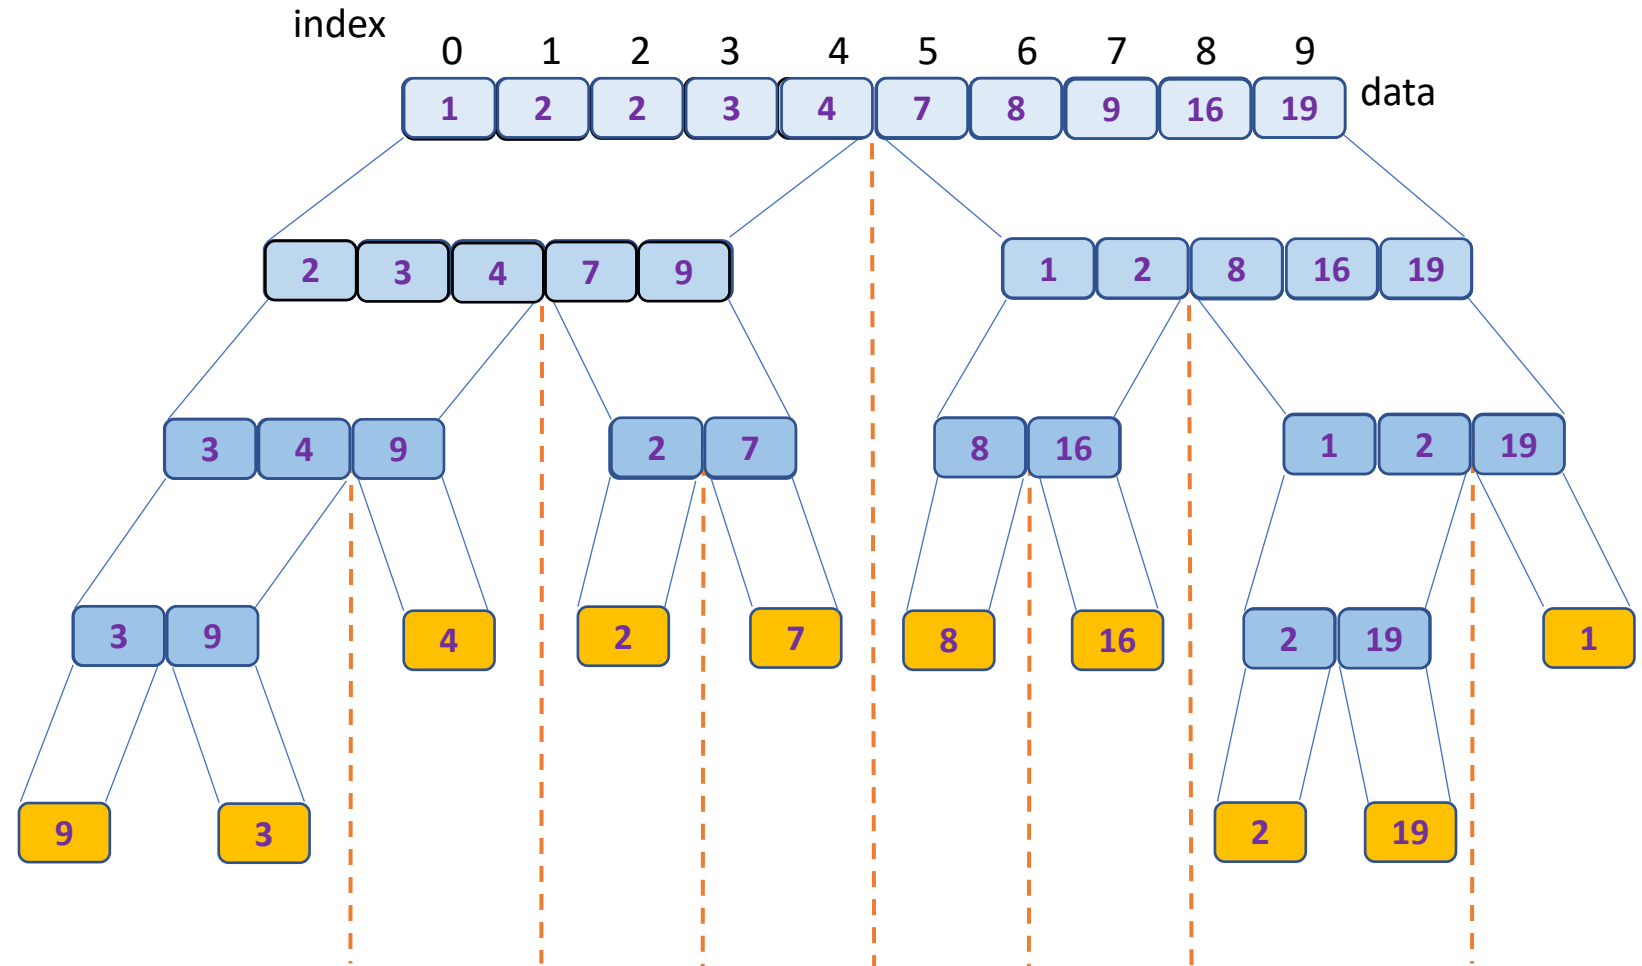 index
0 1 2 3 4 5 6 7 8 9
1 2 2 3 4 7 8 9 16 19 data
2 3 4 7 9 1 2 8 16 19
3 4 9 2 7 8 16 1 2 19
3 9 4 2 7 8 16 2 19 1
9 3 2 19